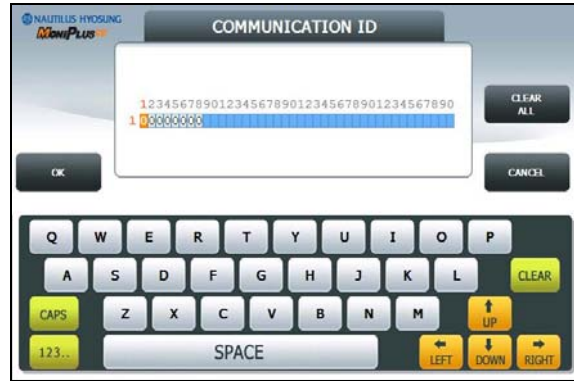 NAUTILUS HYOSUNG
MoniPlus
COMMUNICATION ID
1234567890123456789012345678901234567890
1 00000000
CLEAR
ALL
OK
CANCEL
Q W E R T Y U I O P
A S D F G H J K L CLEAR
CAPS Z X C V B N M UP
123.. SPACE LEFT DOWN RIGHT